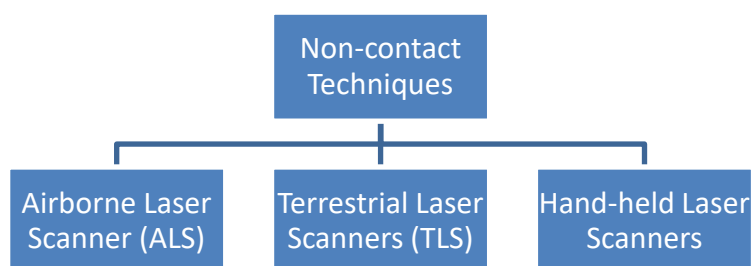 Non-contact
Techniques
Airborne Laser
Scanner (ALS)
Terrestrial Laser
Scanners (TLS)
Hand-held Laser
Scanners